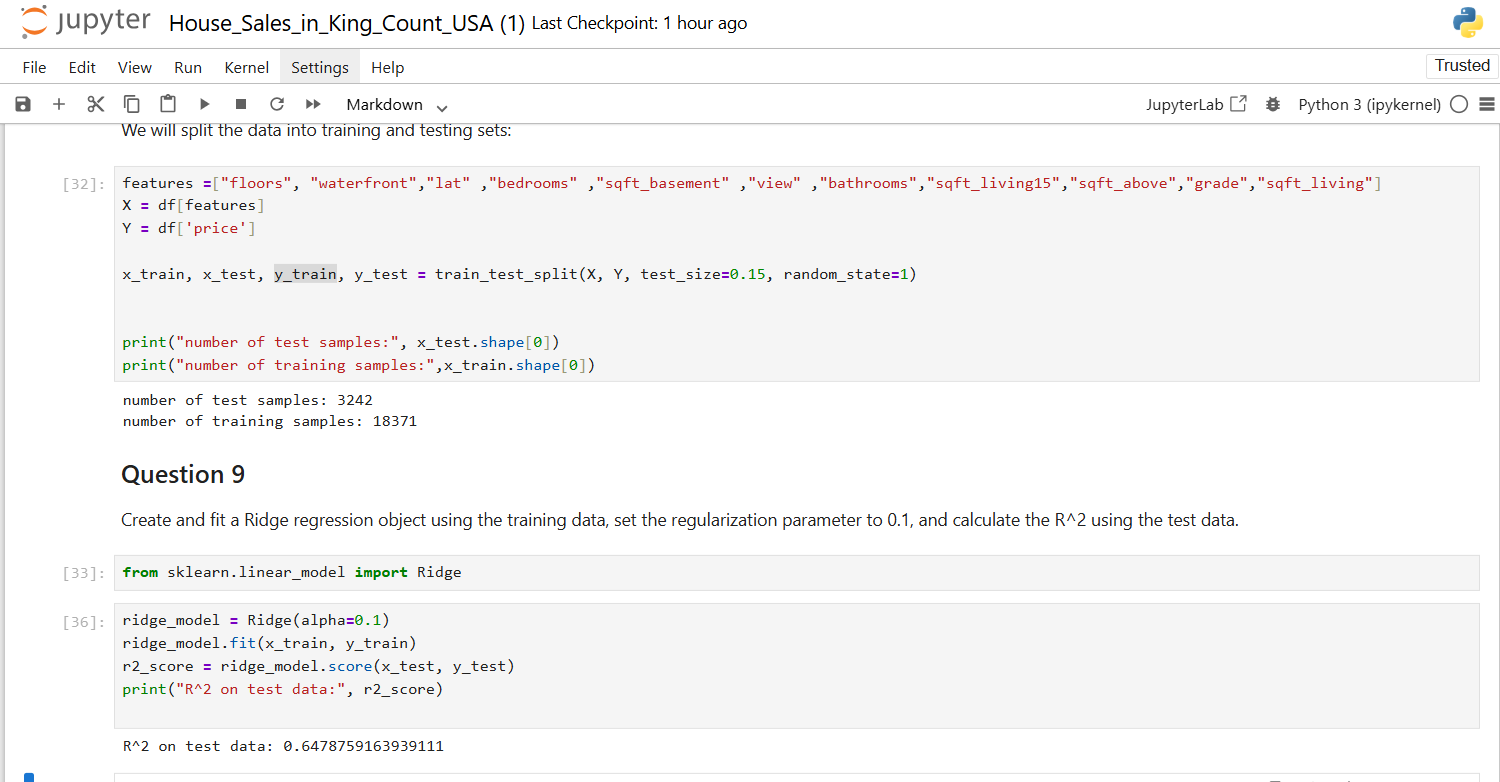 jupyter House_Sales_in_King_Count_USA (1) Last Checkpoint: 1 hour ago
File Edit View Run Kernel Settings Help Trusted
Markdown JupyterLab Python 3 (ipykernel)
We will split the data into training and testing sets:
[32]: features =["floors", "waterfront","lat" ,"bedrooms" ,"sqft_basement" ,"view" ,"bathrooms","sqft_living15","sqft_above","grade","sqft_living"]
X = df[features]
Y = df['price']
x_train, x_test, y_train, y_test = train_test_split(X, Y, test_size=0.15, random_state=1)
print("number of test samples:", x_test.shape[0])
print("number of training samples:",x_train.shape[0])
number of test samples: 3242
number of training samples: 18371
Question 9
Create and fit a Ridge regression object using the training data, set the regularization parameter to 0.1, and calculate the R^2 using the test data.
[33]: from sklearn.linear_model import Ridge
[36]: ridge_model = Ridge(alpha=0.1)
ridge_model.fit(x_train, y_train)
r2_score = ridge_model.score(x_test, y_test)
print("R^2 on test data:", r2_score)
R^2 on test data: 0.6478759163939111